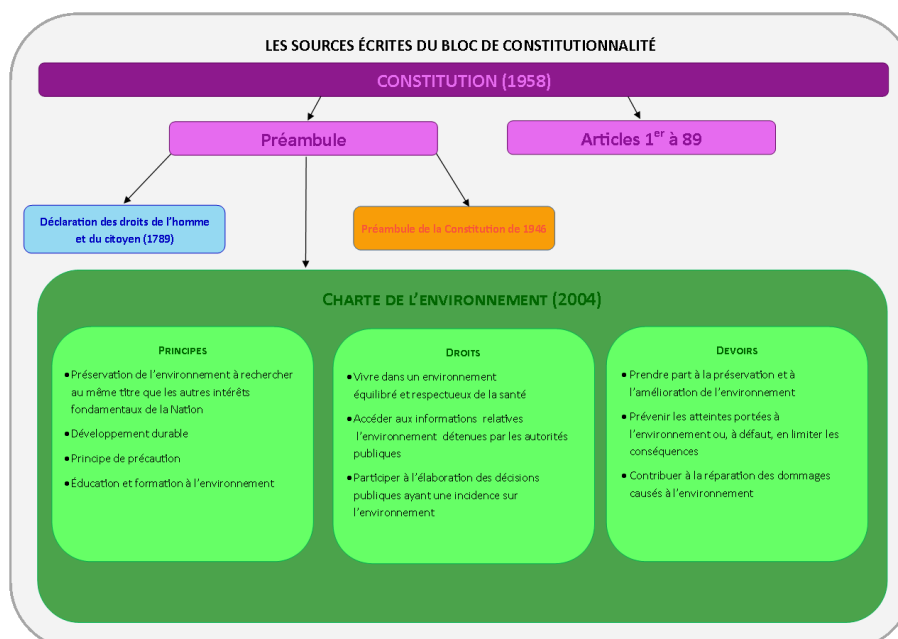 LES SOURCES ÉCRITES DU BLOC DE CONSTITUTIONNALITÉ
CONSTITUTION (1958)
Préambule
Articles 1er à 89
Déclaration des droits de l'homme
et du citoyen (1789)
Préambule de la Constitution de 1946
CHARTE DE L'ENVIRONNEMENT (2004)
PRINCIPES
• Préservation de l'environnement à rechercher
au même titre que les autres intérêts
fondamentaux de la Nation
• Développement durable
• Principe de précaution
• Éducation et formation à l'environnement
DROITS
• Vivre dans un environnement
équilibré et respectueux de la santé
• Accéder aux informations relatives
l'environnement détenues par les autorités
publiques
• Participer à l'élaboration des décisions
publiques ayant une incidence sur
l'environnement
DEVOIRS
• Prendre part à la préservation et à
l'amélioration de l'environnement
• Prévenir les atteintes portées à
l'environnement ou, à défaut, en limiter les
conséquences
• Contribuer à la réparation des dommages
causés à l'environnement